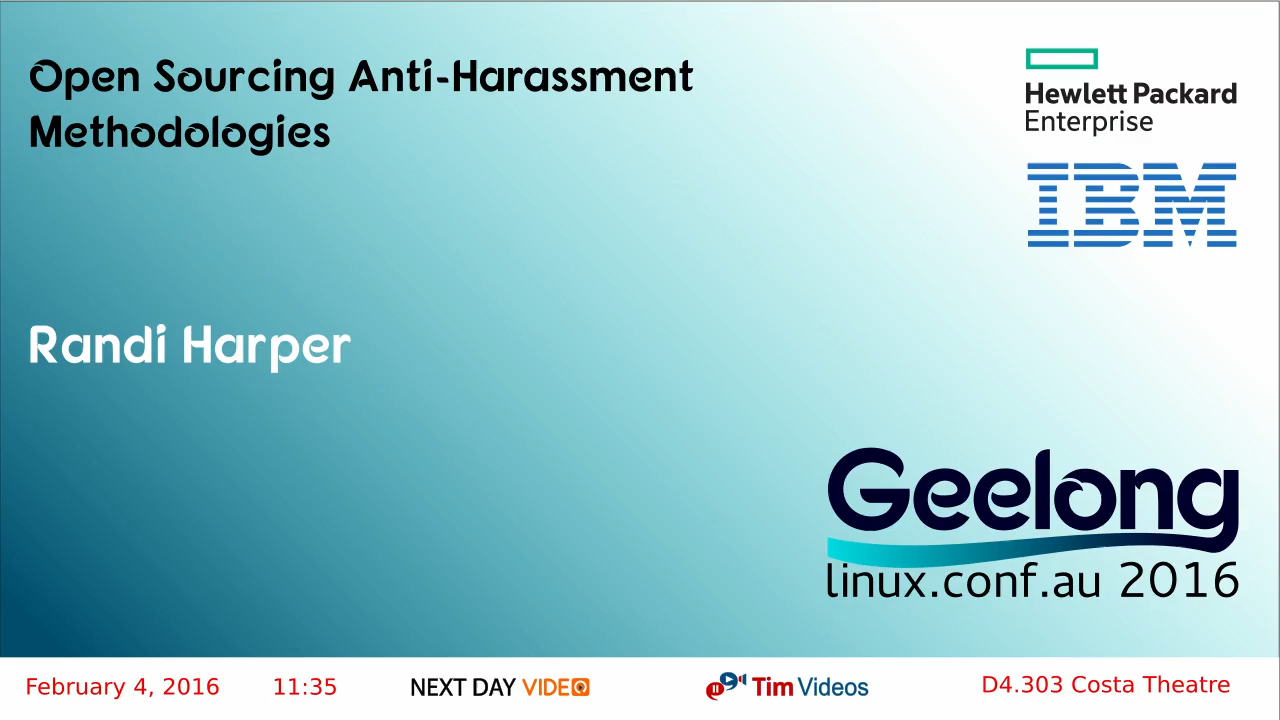 Open Sourcing Anti-Harassment
Methodologies
Hewlett Packard
Enterprise
IBM
Randi Harper
Geelong
linux.conf.au 2016
February 4, 2016 11:35 NEXT DAY VIDEO Tim Videos D4.303 Costa Theatre